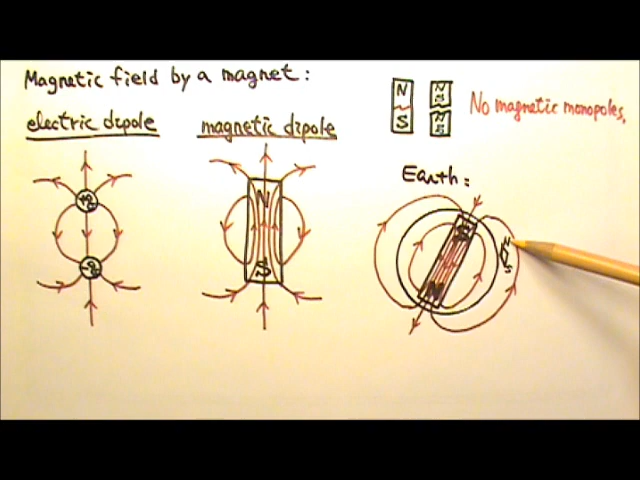 Magnetic field by a magnet:
electric dipole
magnetic dipole
N
S
N
S
N
S
No magnetic monopoles.
Earth:
+q
-q
N
S
S
N
N
S